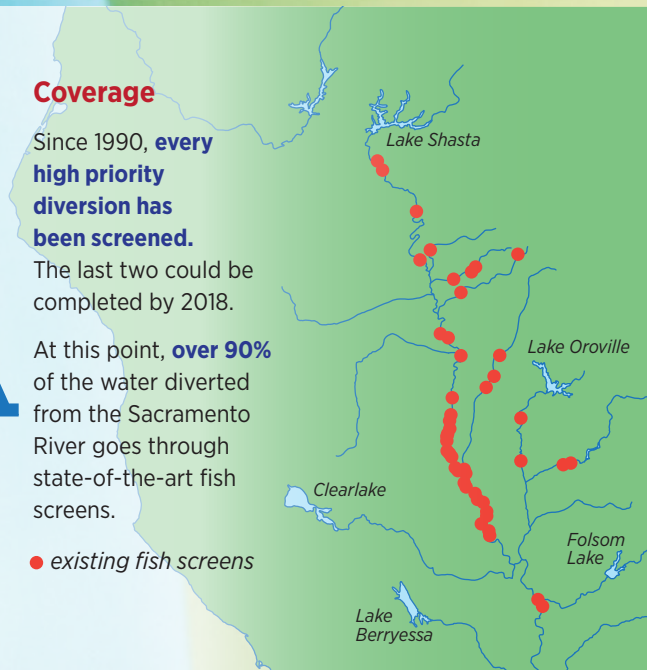 Coverage
Since 1990, every
high priority
diversion has
been screened.
The last two could be
completed by 2018.
At this point, over 90%
of the water diverted
from the Sacramento
River goes through
state-of-the-art fish
screens.
existing fish screens
Lake Shasta
Lake Oroville
Clearlake
Folsom
Lake
Lake
Berryessa